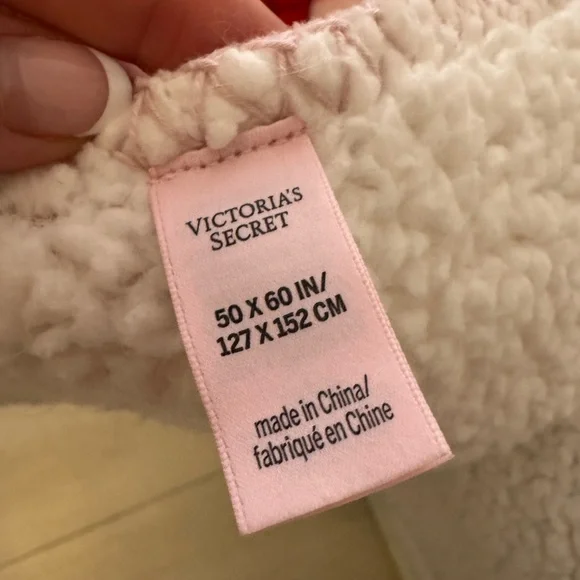 VICTORIA'S
SECRET
50 X 60 IN/
127 X 152 CM
made in China/
fabriqué en Chine